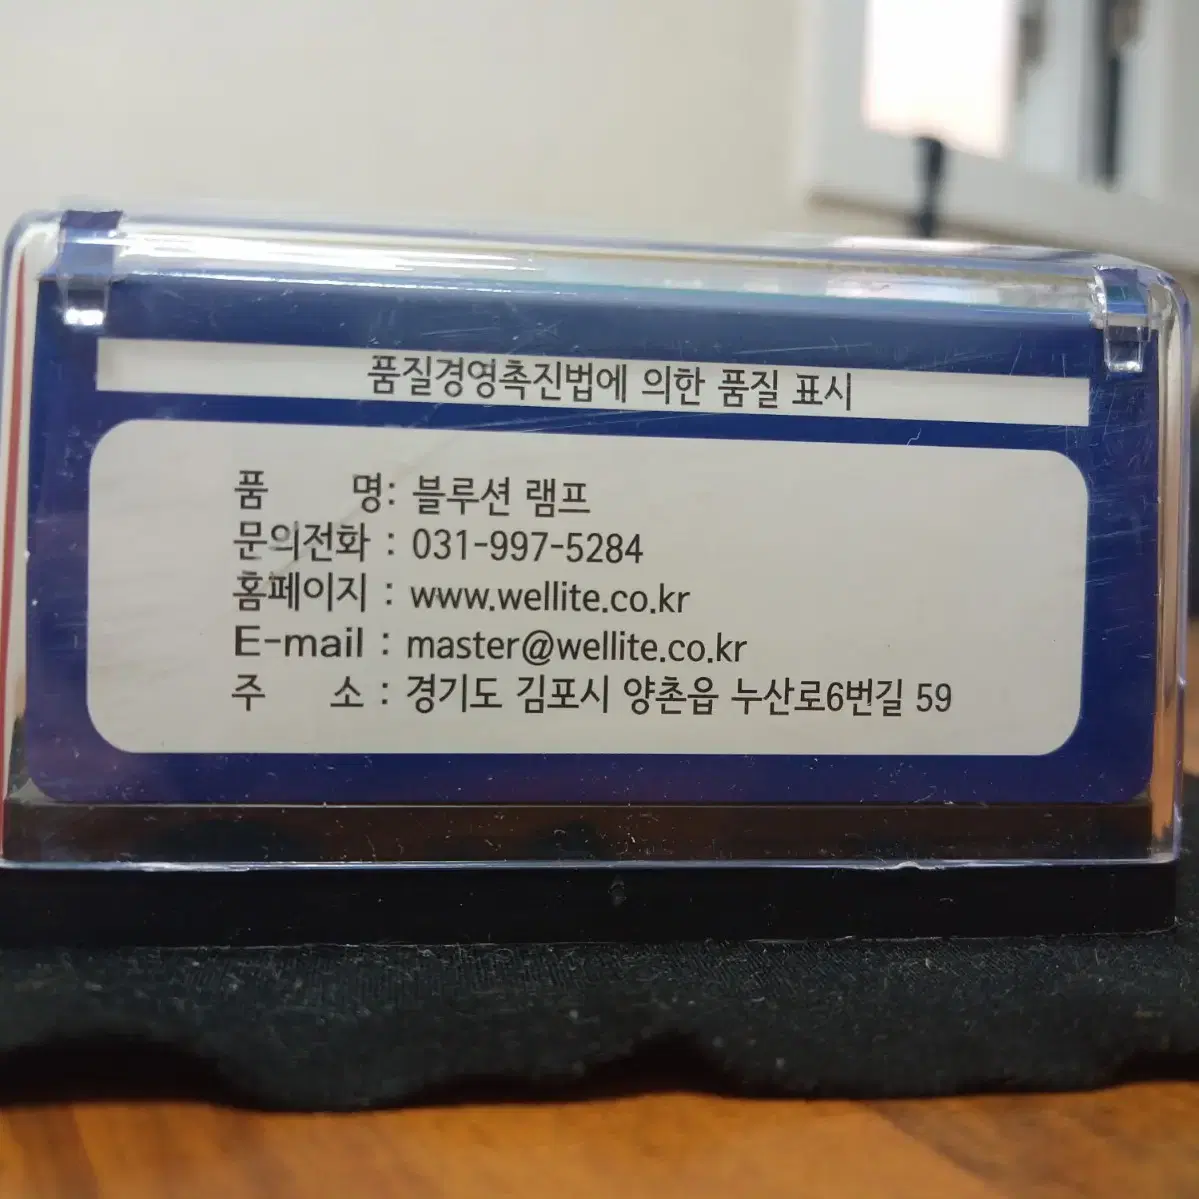 품질경영촉진법에 의한 품질 표시
품 명: 블루션 램프
문의전화 : 031-997-5284
홈페이지 : www.wellite.co.kr
E-mail : master@wellite.co.kr
주 소 : 경기도 김포시 양촌읍 누산로6번길 59